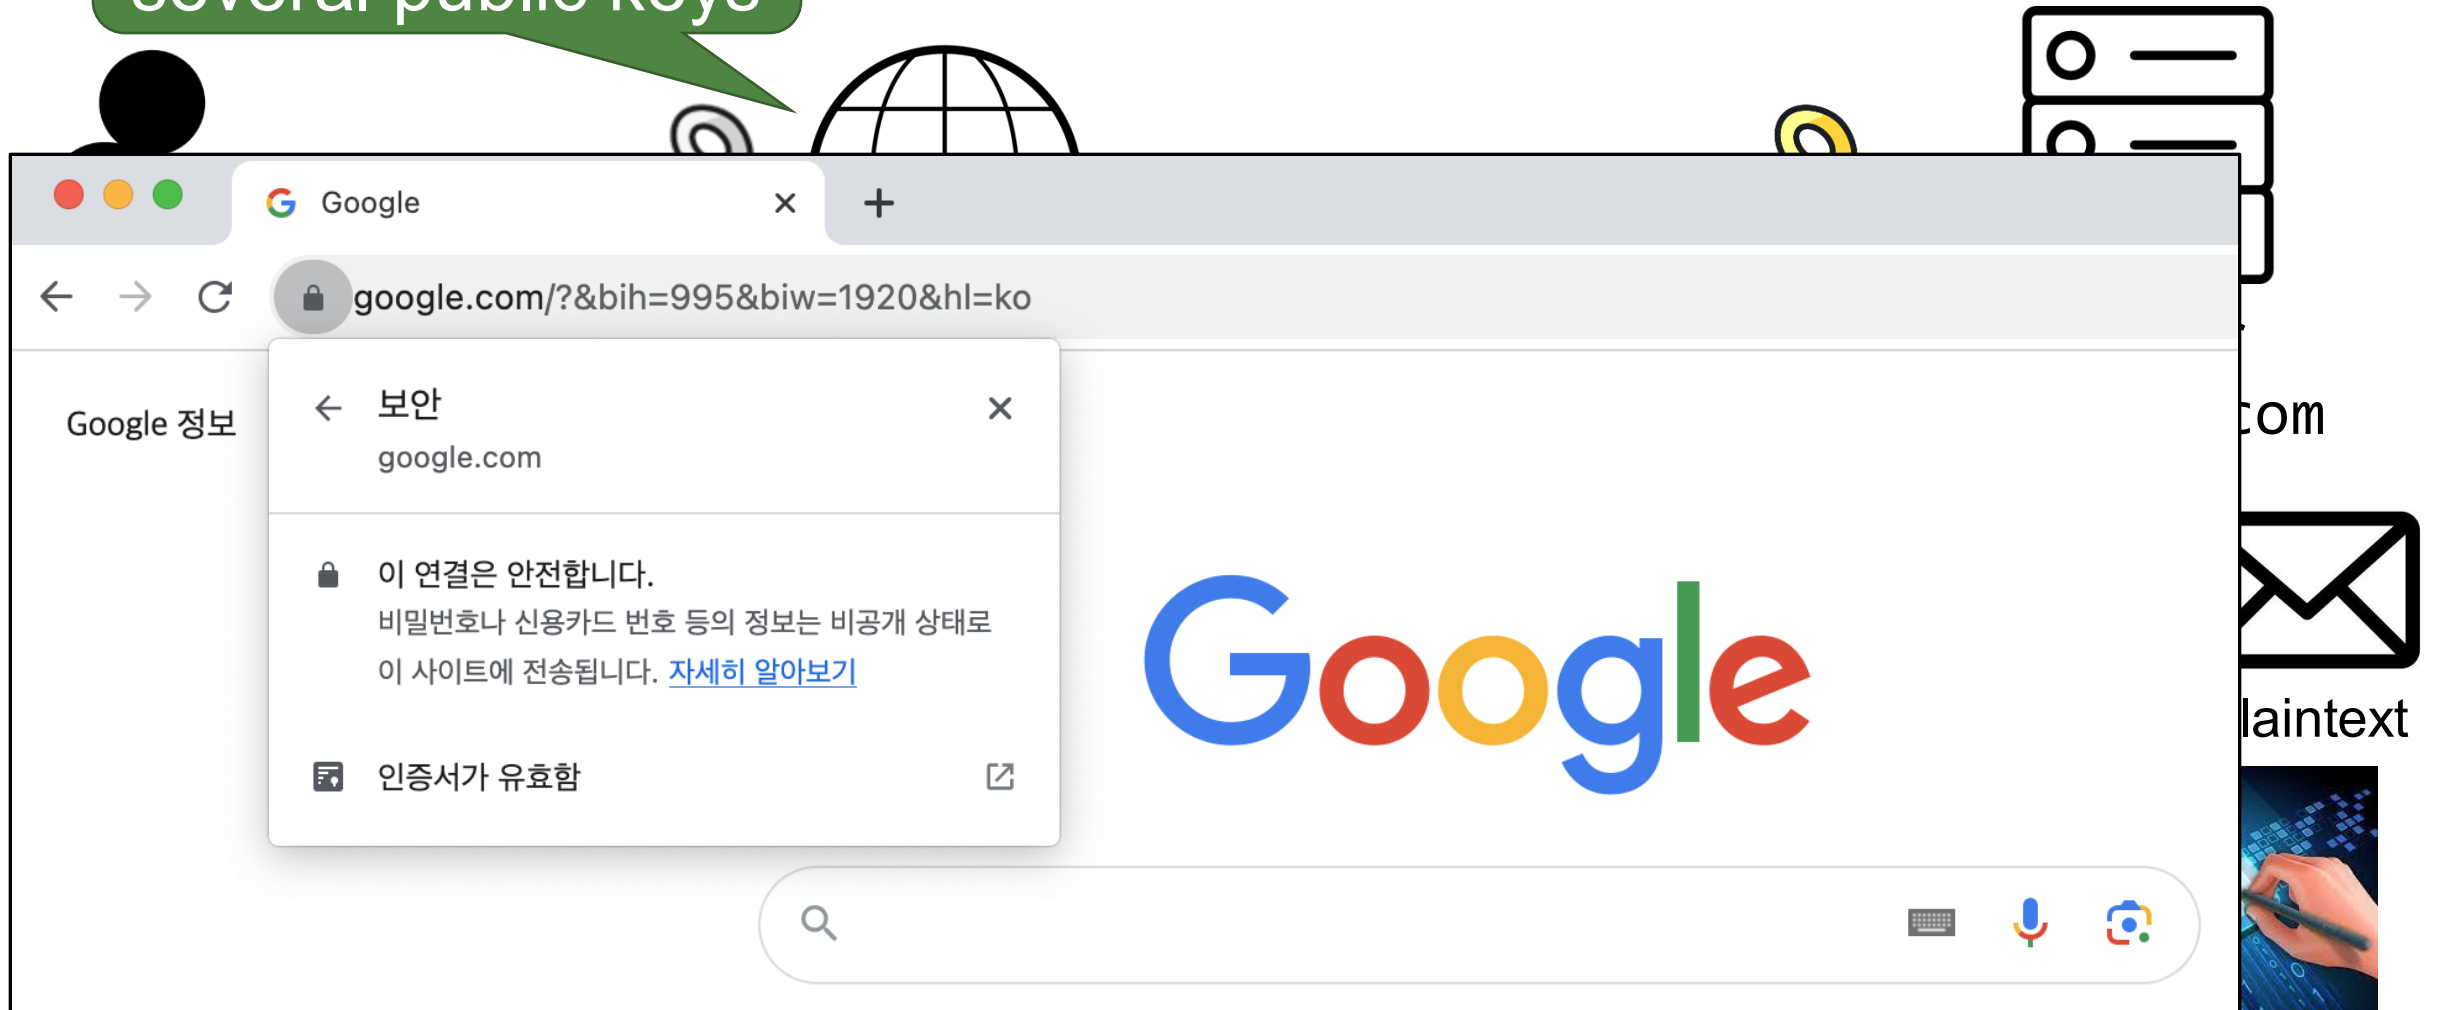 several public keys
Google
google.com/?&bih=995&biw=1920&hl=ko
Google 정보
보안
google.com
com
이 연결은 안전합니다.
비밀번호나 신용카드 번호 등의 정보는 비공개 상태로
이 사이트에 전송됩니다. 자세히 알아보기
Google
laintext
인증서가 유효함